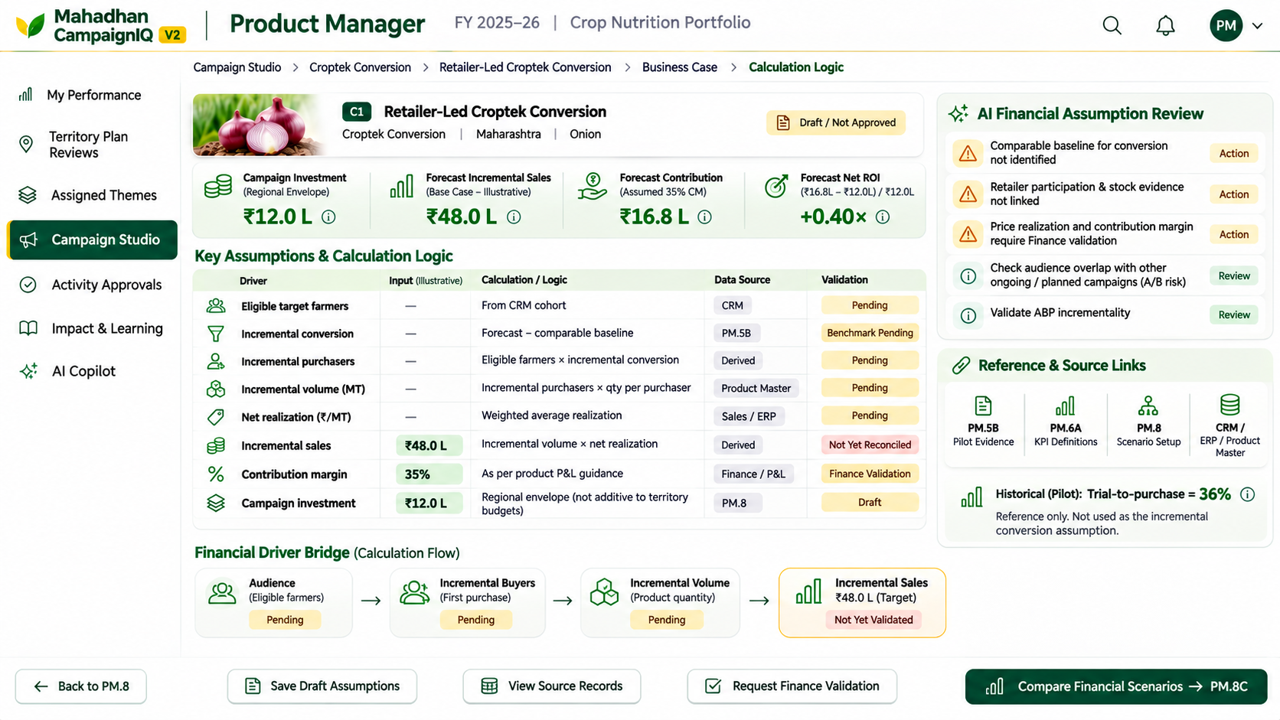 Mahadhan
CampaignIQ V2
Product Manager
FY 2025–26 | Crop Nutrition Portfolio
PM
My Performance
Territory Plan
Reviews
Assigned Themes
Campaign Studio
Activity Approvals
Impact & Learning
AI Copilot
Campaign Studio > Croptek Conversion > Retailer-Led Croptek Conversion > Business Case > Calculation Logic
C1 Retailer-Led Croptek Conversion
Croptek Conversion | Maharashtra | Onion
Draft / Not Approved
Campaign Investment
(Regional Envelope)
₹12.0 L
Forecast Incremental Sales
(Base Case – Illustrative)
₹48.0 L
Forecast Contribution
(Assumed 35% CM)
₹16.8 L
Forecast Net ROI
(₹16.8L – ₹12.0L) / ₹12.0L
+0.40×
Key Assumptions & Calculation Logic
Driver Input (Illustrative) Calculation / Logic Data Source Validation
Eligible target farmers — From CRM cohort CRM Pending
Incremental conversion — Forecast – comparable baseline PM.5B Benchmark Pending
Incremental purchasers — Eligible farmers × incremental conversion Derived Pending
Incremental volume (MT) — Incremental purchasers × qty per purchaser Product Master Pending
Net realization (₹/MT) — Weighted average realization Sales / ERP Pending
Incremental sales ₹48.0 L Incremental volume × net realization Derived Not Yet Reconciled
Contribution margin 35% As per product P&L guidance Finance / P&L Finance Validation
Campaign investment ₹12.0 L Regional envelope (not additive to territory
budgets) PM.8 Draft
Financial Driver Bridge (Calculation Flow)
Audience
(Eligible farmers)
Pending
Incremental Buyers
(First purchase)
Pending
Incremental Volume
(Product quantity)
Pending
Incremental Sales
₹48.0 L (Target)
Not Yet Validated
AI Financial Assumption Review
Comparable baseline for conversion
not identified
Action
Retailer participation & stock evidence
not linked
Action
Price realization and contribution margin
require Finance validation
Action
Check audience overlap with other
ongoing / planned campaigns (A/B risk)
Review
Validate ABP incrementality
Review
Reference & Source Links
PM.5B
Pilot Evidence
PM.6A
KPI Definitions
PM.8
Scenario Setup
CRM /
ERP / Product
Master
Historical (Pilot): Trial-to-purchase = 36%
Reference only. Not used as the incremental
conversion assumption.
← Back to PM.8
Save Draft Assumptions
View Source Records
Request Finance Validation
Compare Financial Scenarios → PM.8C